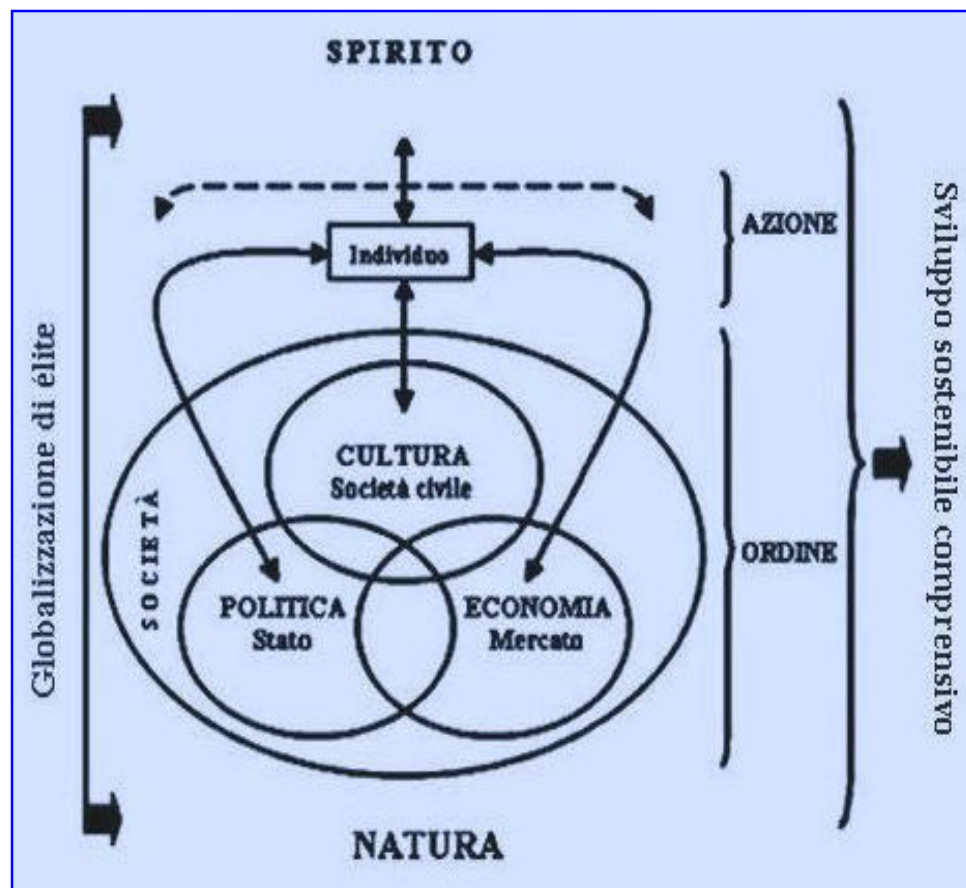 SPIRITO
Individuo
AZIONE
Globalizzazione di élite
SOCIETÀ
CULTURA
Società civile
POLITICA
Stato
ECONOMIA
Mercato
ORDINE
Sviluppo sostenibile comprensivo
NATURA